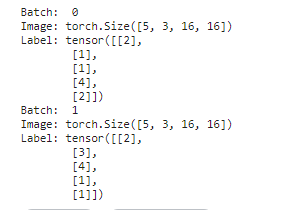 Batch:  0
Image: torch.Size([5, 3, 16, 16])
Label: tensor([[2],
        [1],
        [1],
        [4],
        [2]])
Batch:  1
Image: torch.Size([5, 3, 16, 16])
Label: tensor([[2],
        [3],
        [4],
        [1],
        [1]])